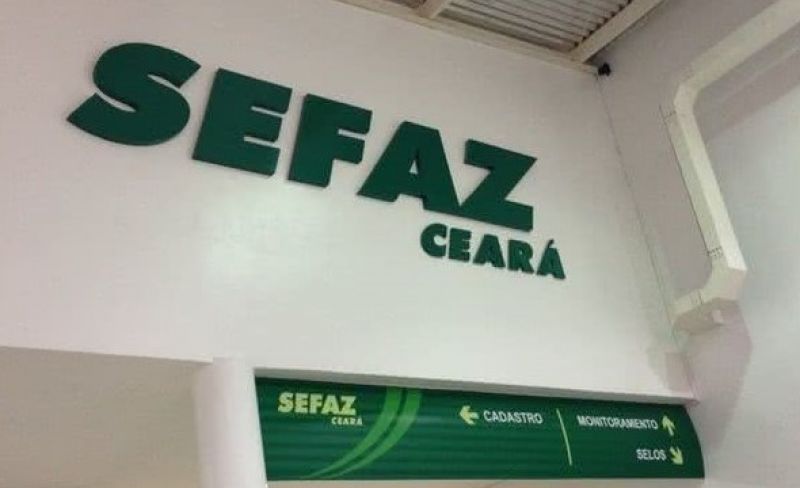 SEFAZ
CEARÁ
SEFAZ
CEARÁ
← CADASTRO
MONITORAMENTO ↑
SELOS ↘